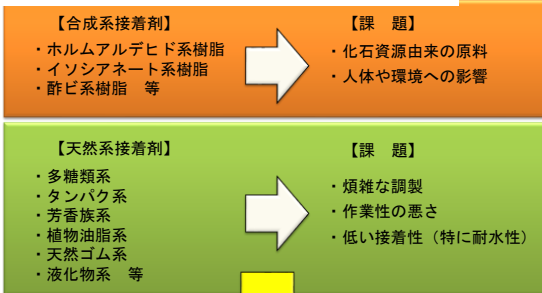 【合成系接着剤】
・ホルムアルデヒド系樹脂
・イソシアネート系樹脂
・酢ビ系樹脂　等
【課　題】
・化石資源由来の原料
・人体や環境への影響
【天然系接着剤】
・多糖類系
・タンパク系
・芳香族系
・植物油脂系
・天然ゴム系
・液化物系　等
【課　題】
・煩雑な調製
・作業性の悪さ
・低い接着性（特に耐水性）